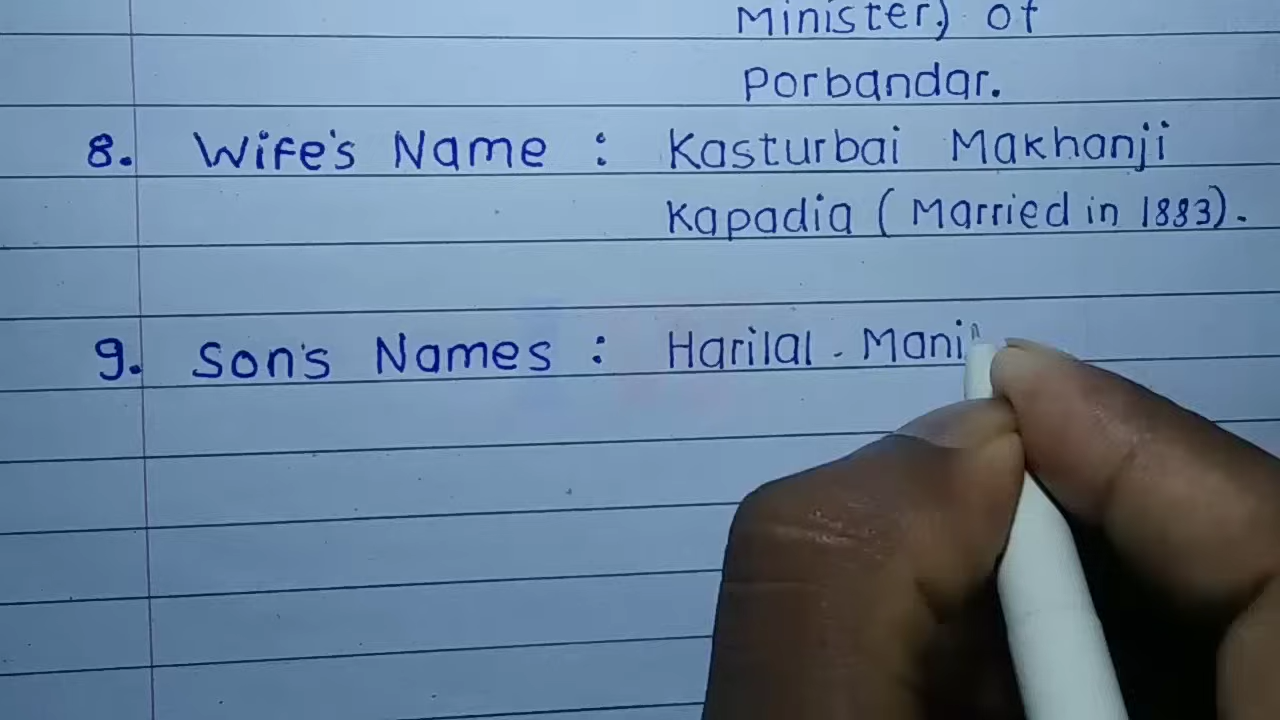 Minister) of
Porbandar.
8. Wife's Name : Kasturbai Makhanji
Kapadia ( Married in 1883).
9. Son's Names : Harilal - Mani